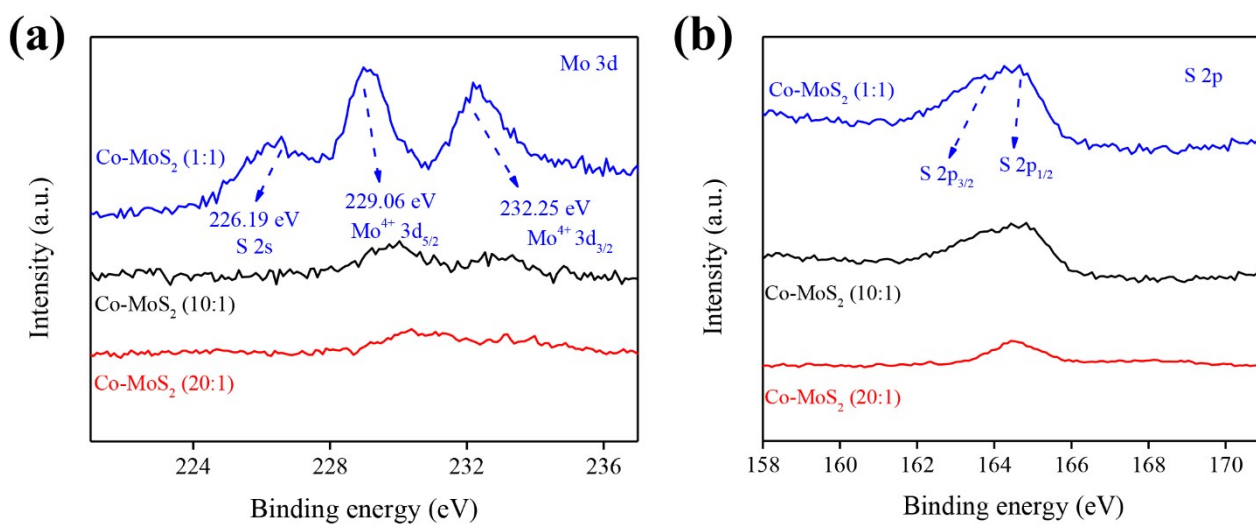 (a)
Mo 3d
Co-MoS₂ (1:1)
226.19 eV
S 2s
229.06 eV
Mo⁴⁺ 3d₅/₂
232.25 eV
Mo⁴⁺ 3d₃/₂
Co-MoS₂ (10:1)
Co-MoS₂ (20:1)
Intensity (a.u.)
224 228 232 236
Binding energy (eV)
(b)
S 2p
Co-MoS₂ (1:1)
S 2p₃/₂
S 2p₁/₂
Co-MoS₂ (10:1)
Co-MoS₂ (20:1)
Intensity (a.u.)
158 160 162 164 166 168 170
Binding energy (eV)